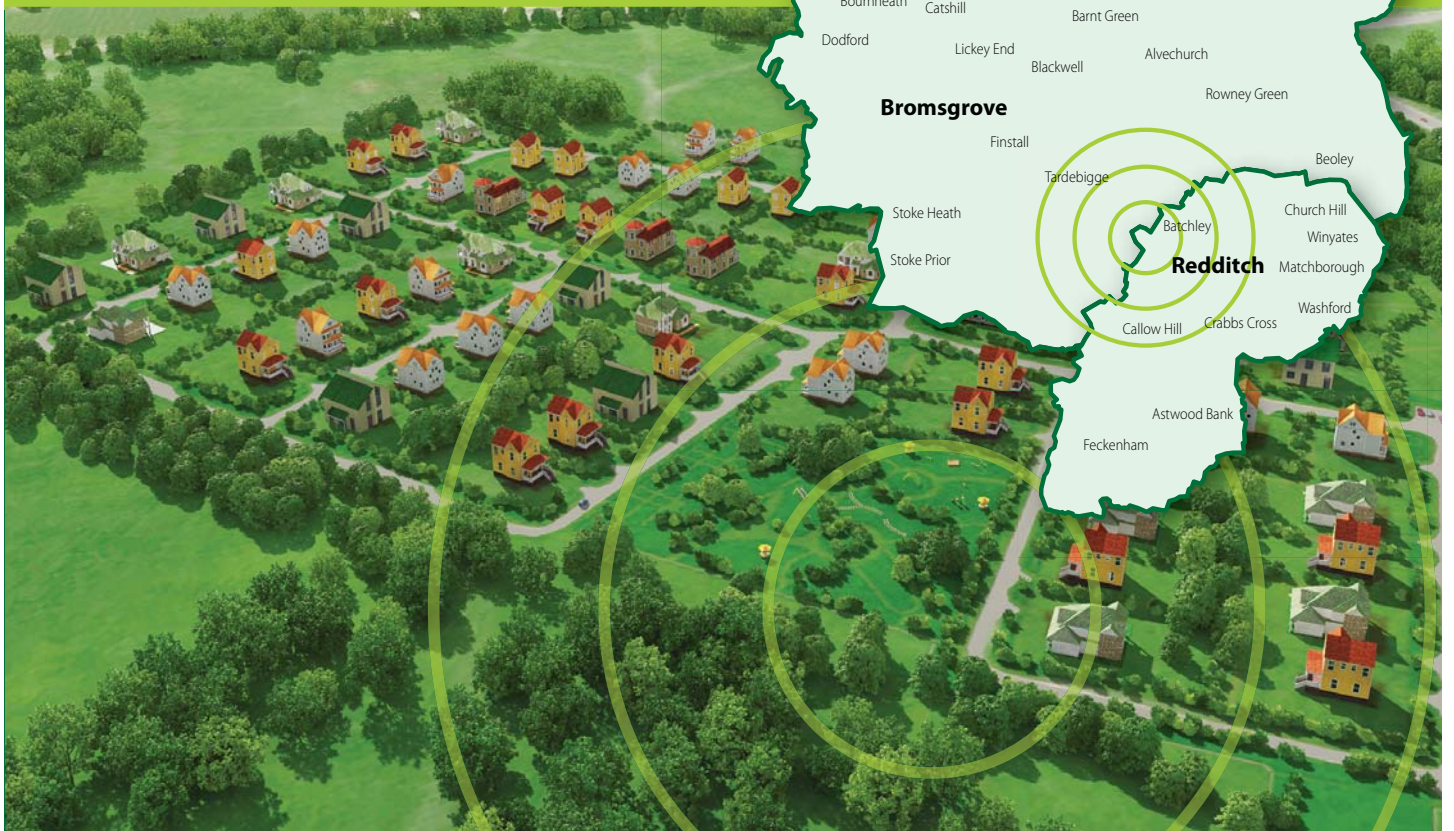 Bournheath
Catshill
Barnt Green
Dodford
Lickey End
Alvechurch
Blackwell
Rowney Green
Bromsgrove
Finstall
Beoley
Tardebigge
Stoke Heath
Church Hill
Batchley
Winyates
Stoke Prior
Redditch
Matchborough
Washford
Callow Hill
Crabbs Cross
Astwood Bank
Feckenham